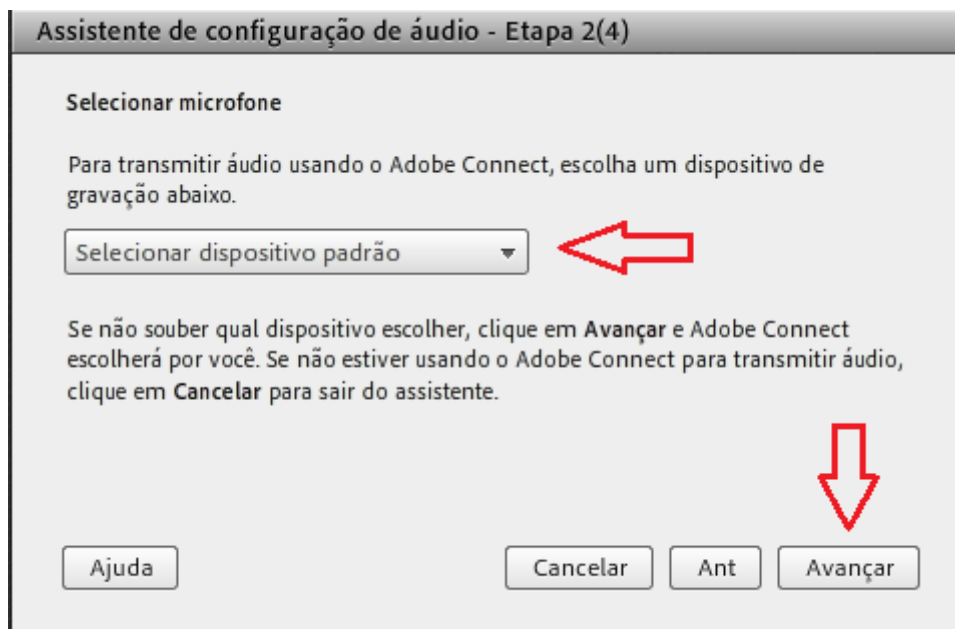 Assistente de configuração de áudio - Etapa 2(4)
Selecionar microfone
Para transmitir áudio usando o Adobe Connect, escolha um dispositivo de
gravação abaixo.
Selecionar dispositivo padrão
Se não souber qual dispositivo escolher, clique em Avançar e Adobe Connect
escolherá por você. Se não estiver usando o Adobe Connect para transmitir áudio,
clique em Cancelar para sair do assistente.
Ajuda Cancelar Ant Avançar